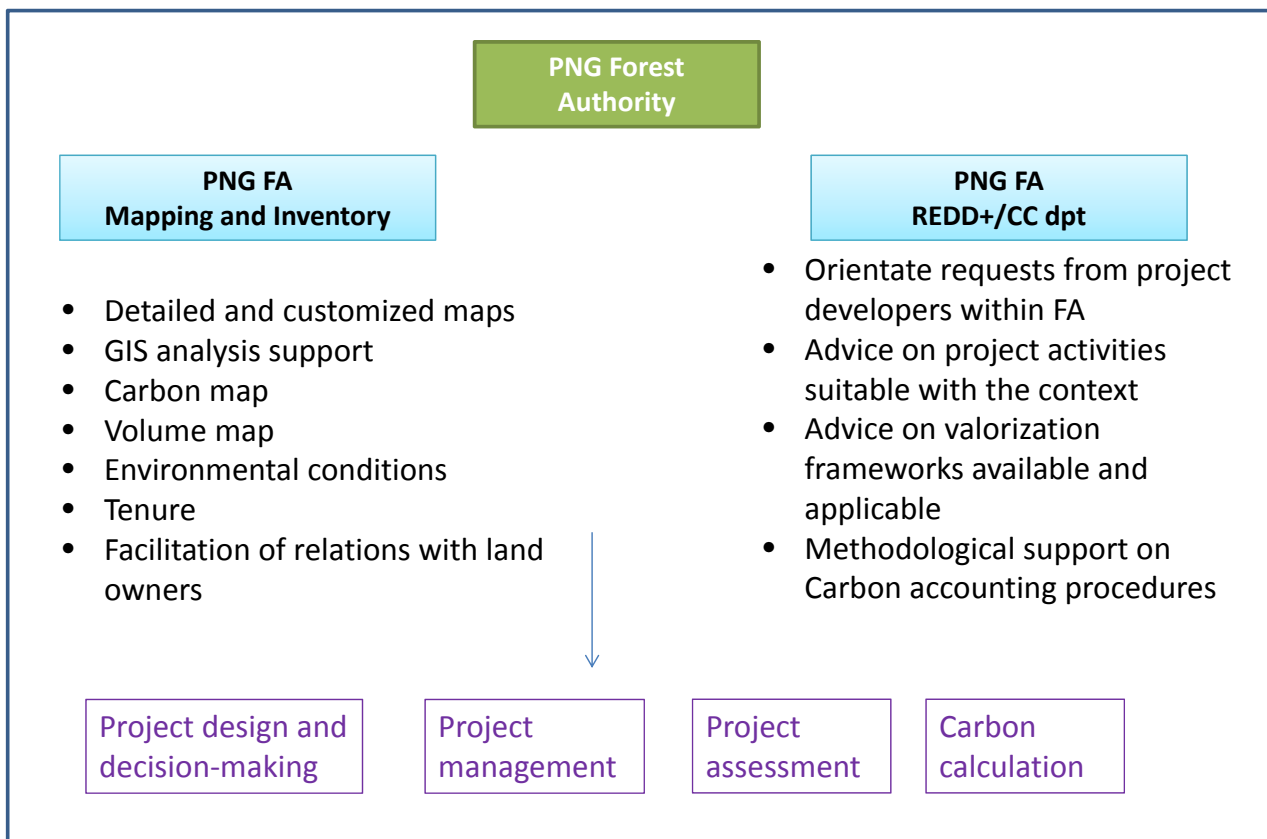 PNG Forest
Authority
PNG FA
Mapping and Inventory
• Detailed and customized maps
• GIS analysis support
• Carbon map
• Volume map
• Environmental conditions
• Tenure
• Facilitation of relations with land
owners
PNG FA
REDD+/CC dpt
• Orientate requests from project
developers within FA
• Advice on project activities
suitable with the context
• Advice on valorization
frameworks available and
applicable
• Methodological support on
Carbon accounting procedures
Project design and
decision-making
Project
management
Project
assessment
Carbon
calculation